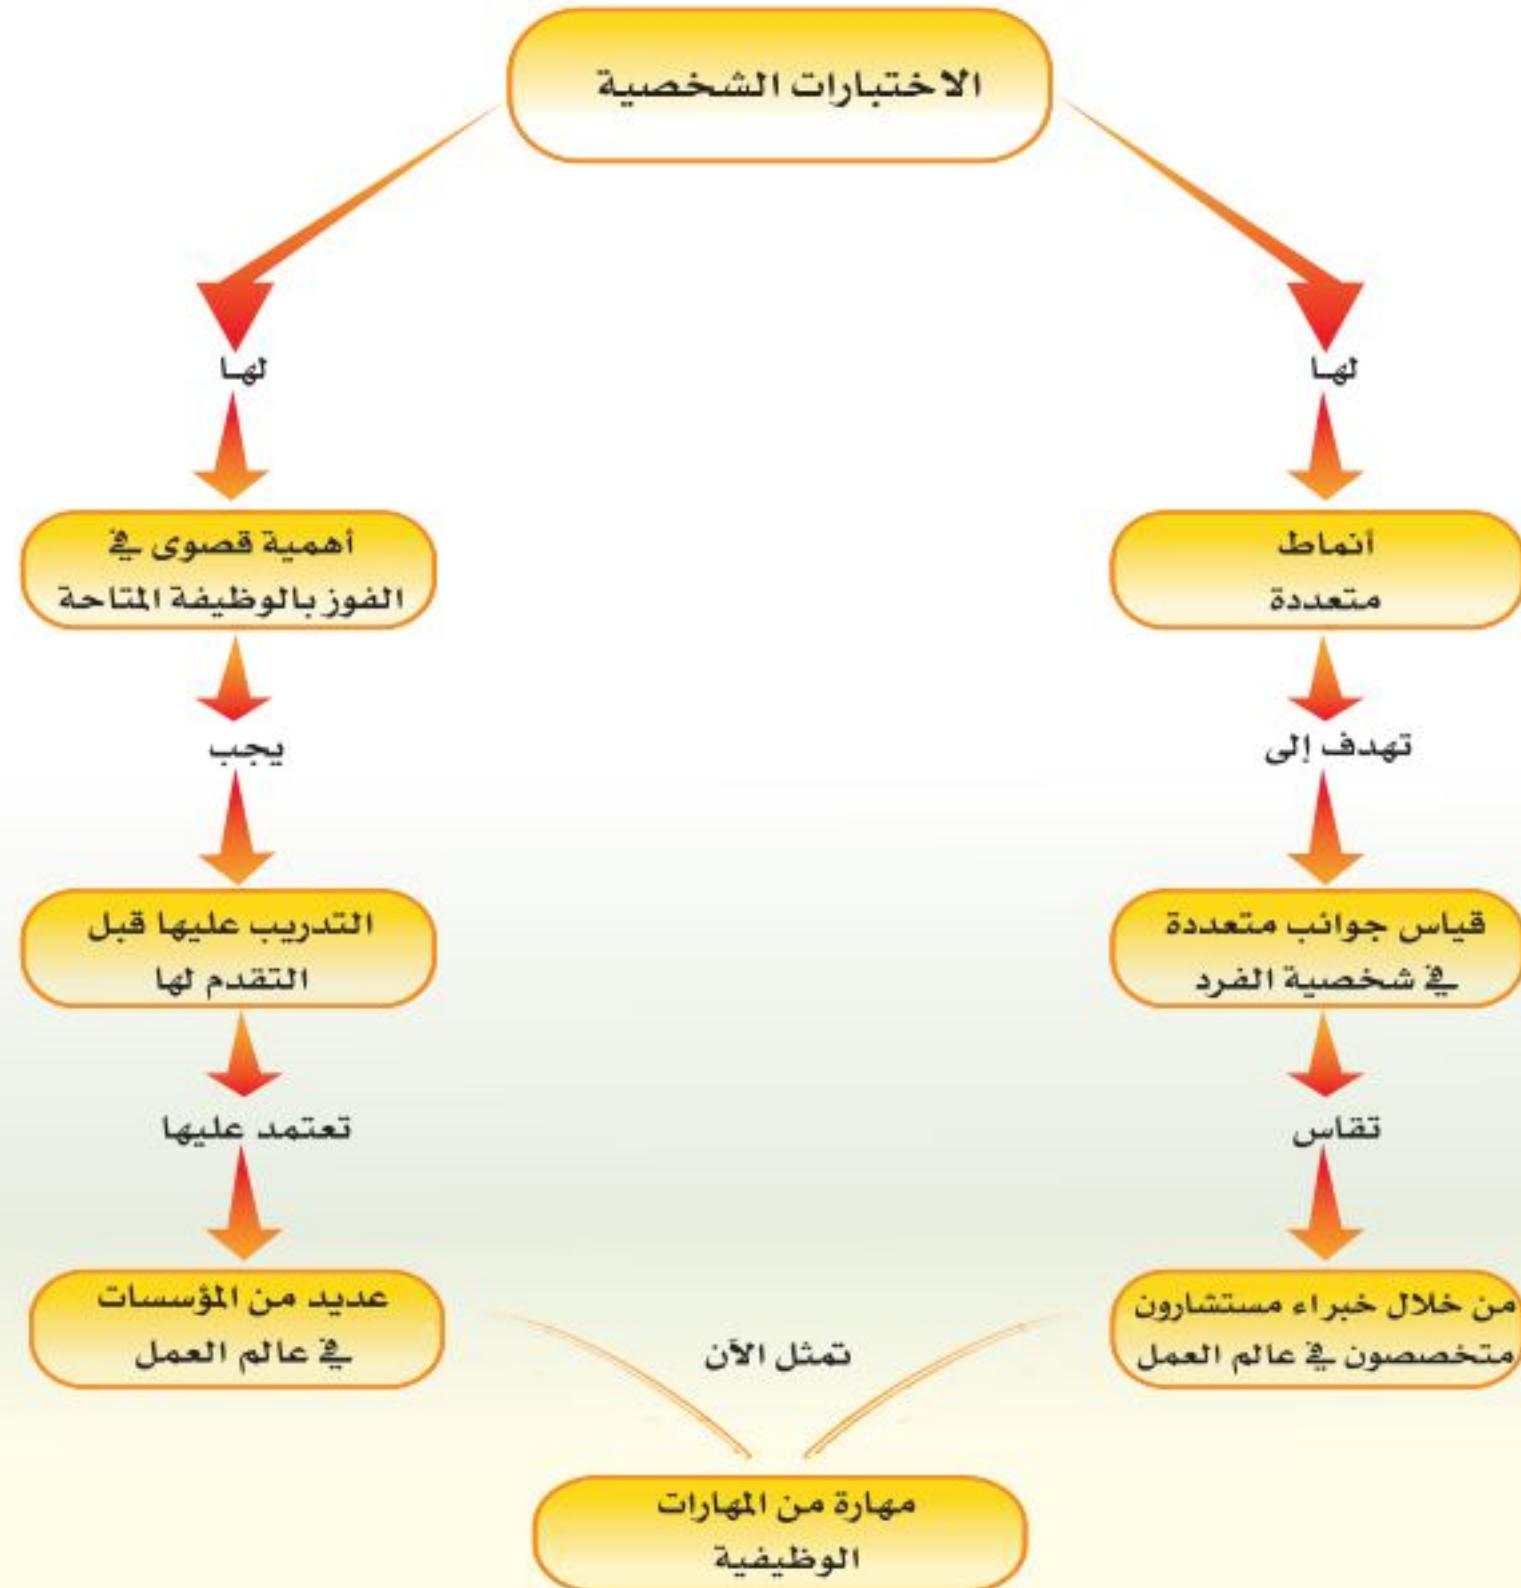 الاختبارات الشخصية
لها
أنماط
متعددة
تهدف إلى
قياس جوانب متعددة
في شخصية الفرد
تقاس
من خلال خبراء مستشارون
متخصصون في عالم العمل
لها
أهمية قصوى في
الفوز بالوظيفة المتاحة
يجب
التدريب عليها قبل
التقدم لها
تعتمد عليها
عديد من المؤسسات
في عالم العمل
تمثل الآن
مهارة من المهارات
الوظيفية